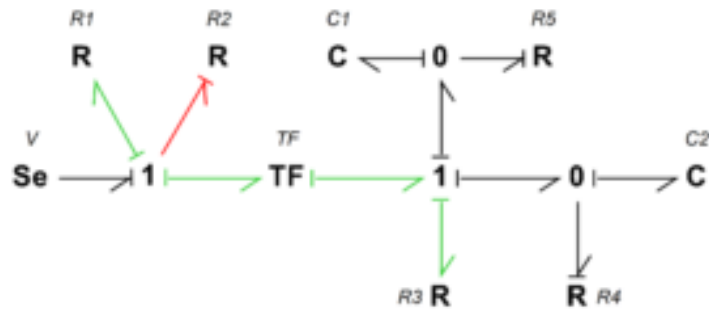 R1 R2 C1 R5
R R C 0 R
V TF C2
Se 1 TF 1 0 C
R3 R R R4